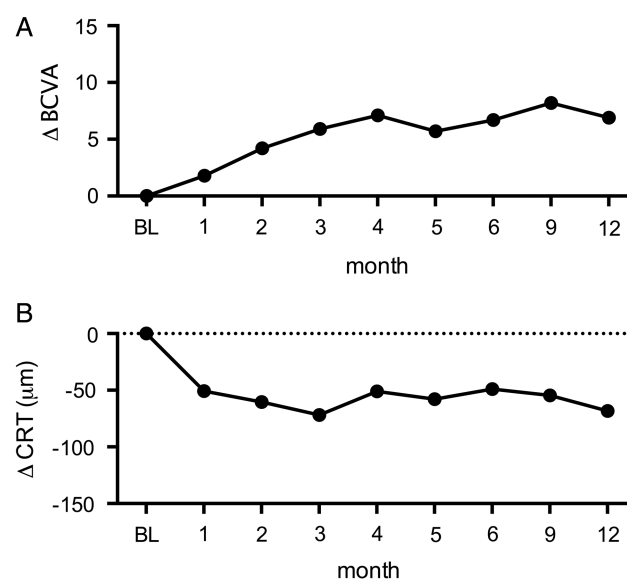 A
15
10
5
0
Δ BCVA
BL 1 2 3 4 5 6 9 12
month
B
0
-50
-100
-150
Δ CRT (μm)
BL 1 2 3 4 5 6 9 12
month